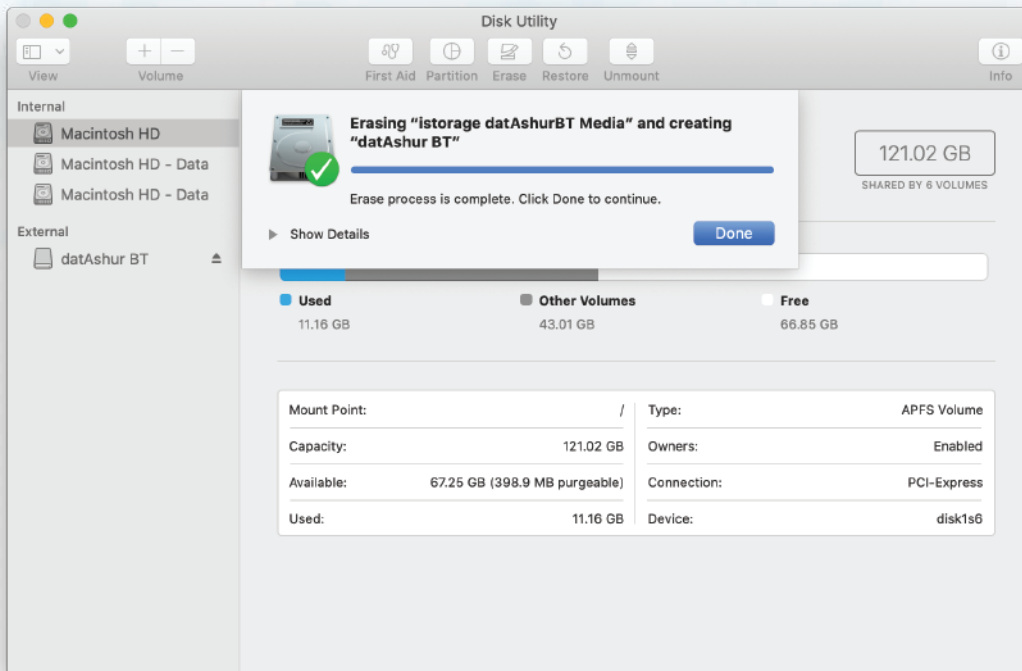 Disk Utility
View
Volume
First Aid
Partition
Erase
Restore
Unmount
Info
Internal
Macintosh HD
Macintosh HD - Data
Macintosh HD - Data
External
datAshur BT
Erasing “istorage datAshurBT Media” and creating
“datAshur BT”
Erase process is complete. Click Done to continue.
Show Details
Done
121.02 GB
SHARED BY 6 VOLUMES
Used
11.16 GB
Other Volumes
43.01 GB
Free
66.85 GB
Mount Point: /
Capacity: 121.02 GB
Available: 67.25 GB (398.9 MB purgeable)
Used: 11.16 GB
Type: APFS Volume
Owners: Enabled
Connection: PCI-Express
Device: disk1s6